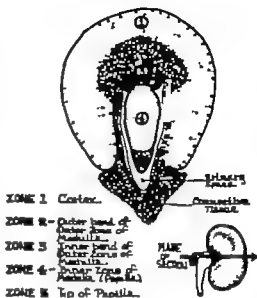 Urinary
Space
Connective
Tissue
ZONE 1 Cortex.
ZONE 2- Outer band of
Outer Zone of
Medulla.
ZONE 3 Inner band of
Outer Zone of
Medulla.
ZONE 4- Inner Zone of
Medulla (Papilla)
ZONE 5 Tip of Papilla.
PLANE
OF
SECTION